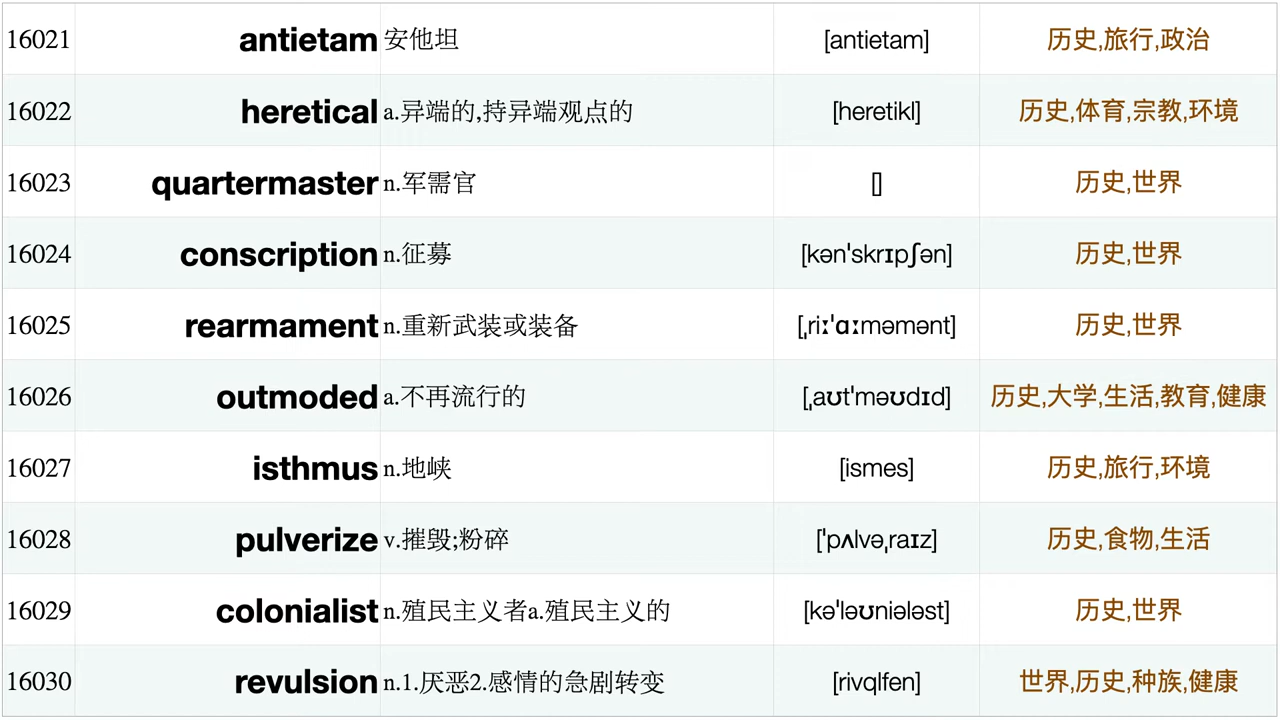 16021 antietam 安他坦 [antietam] 历史,旅行,政治
16022 heretical a.异端的,持异端观点的 [heretikl] 历史,体育,宗教,环境
16023 quartermaster n.军需官 [] 历史,世界
16024 conscription n.征募 [kənˈskrɪpʃən] 历史,世界
16025 rearmament n.重新武装或装备 [ˌriːˈɑːməmənt] 历史,世界
16026 outmoded a.不再流行的 [ˌaʊtˈməʊdɪd] 历史,大学,生活,教育,健康
16027 isthmus n.地峡 [ismes] 历史,旅行,环境
16028 pulverize v.摧毁;粉碎 [ˈpʌlvəˌraɪz] 历史,食物,生活
16029 colonialist n.殖民主义者a.殖民主义的 [kəˈləʊniələst] 历史,世界
16030 revulsion n.1.厌恶2.感情的急剧转变 [rivqlfen] 世界,历史,种族,健康